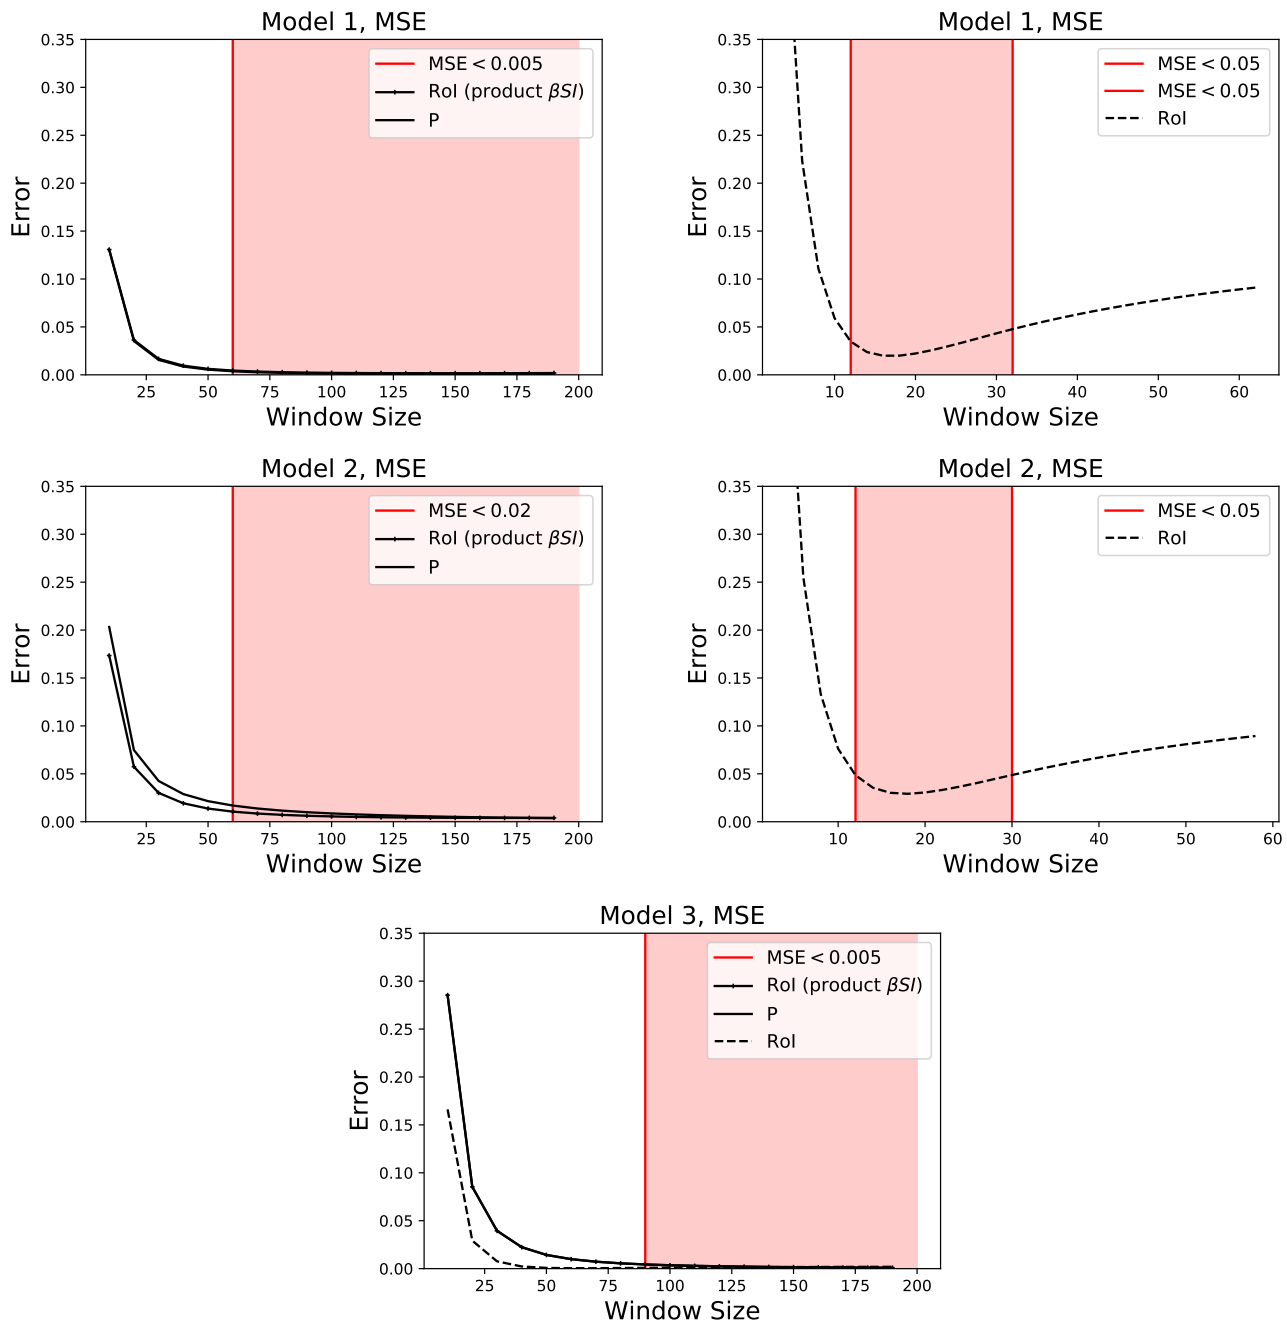 Model 1, MSE
0.35
0.30
0.25
0.20
0.15
0.10
0.05
0.00
Error
MSE < 0.005
RoI (product βSI)
P
25 50 75 100 125 150 175 200
Window Size
Model 1, MSE
0.35
0.30
0.25
0.20
0.15
0.10
0.05
0.00
Error
MSE < 0.05
MSE < 0.05
RoI
10 20 30 40 50 60
Window Size
Model 2, MSE
0.35
0.30
0.25
0.20
0.15
0.10
0.05
0.00
Error
MSE < 0.02
RoI (product βSI)
P
25 50 75 100 125 150 175 200
Window Size
Model 2, MSE
0.35
0.30
0.25
0.20
0.15
0.10
0.05
0.00
Error
MSE < 0.05
RoI
10 20 30 40 50 60
Window Size
Model 3, MSE
0.35
0.30
0.25
0.20
0.15
0.10
0.05
0.00
Error
MSE < 0.005
RoI (product βSI)
P
RoI
25 50 75 100 125 150 175 200
Window Size